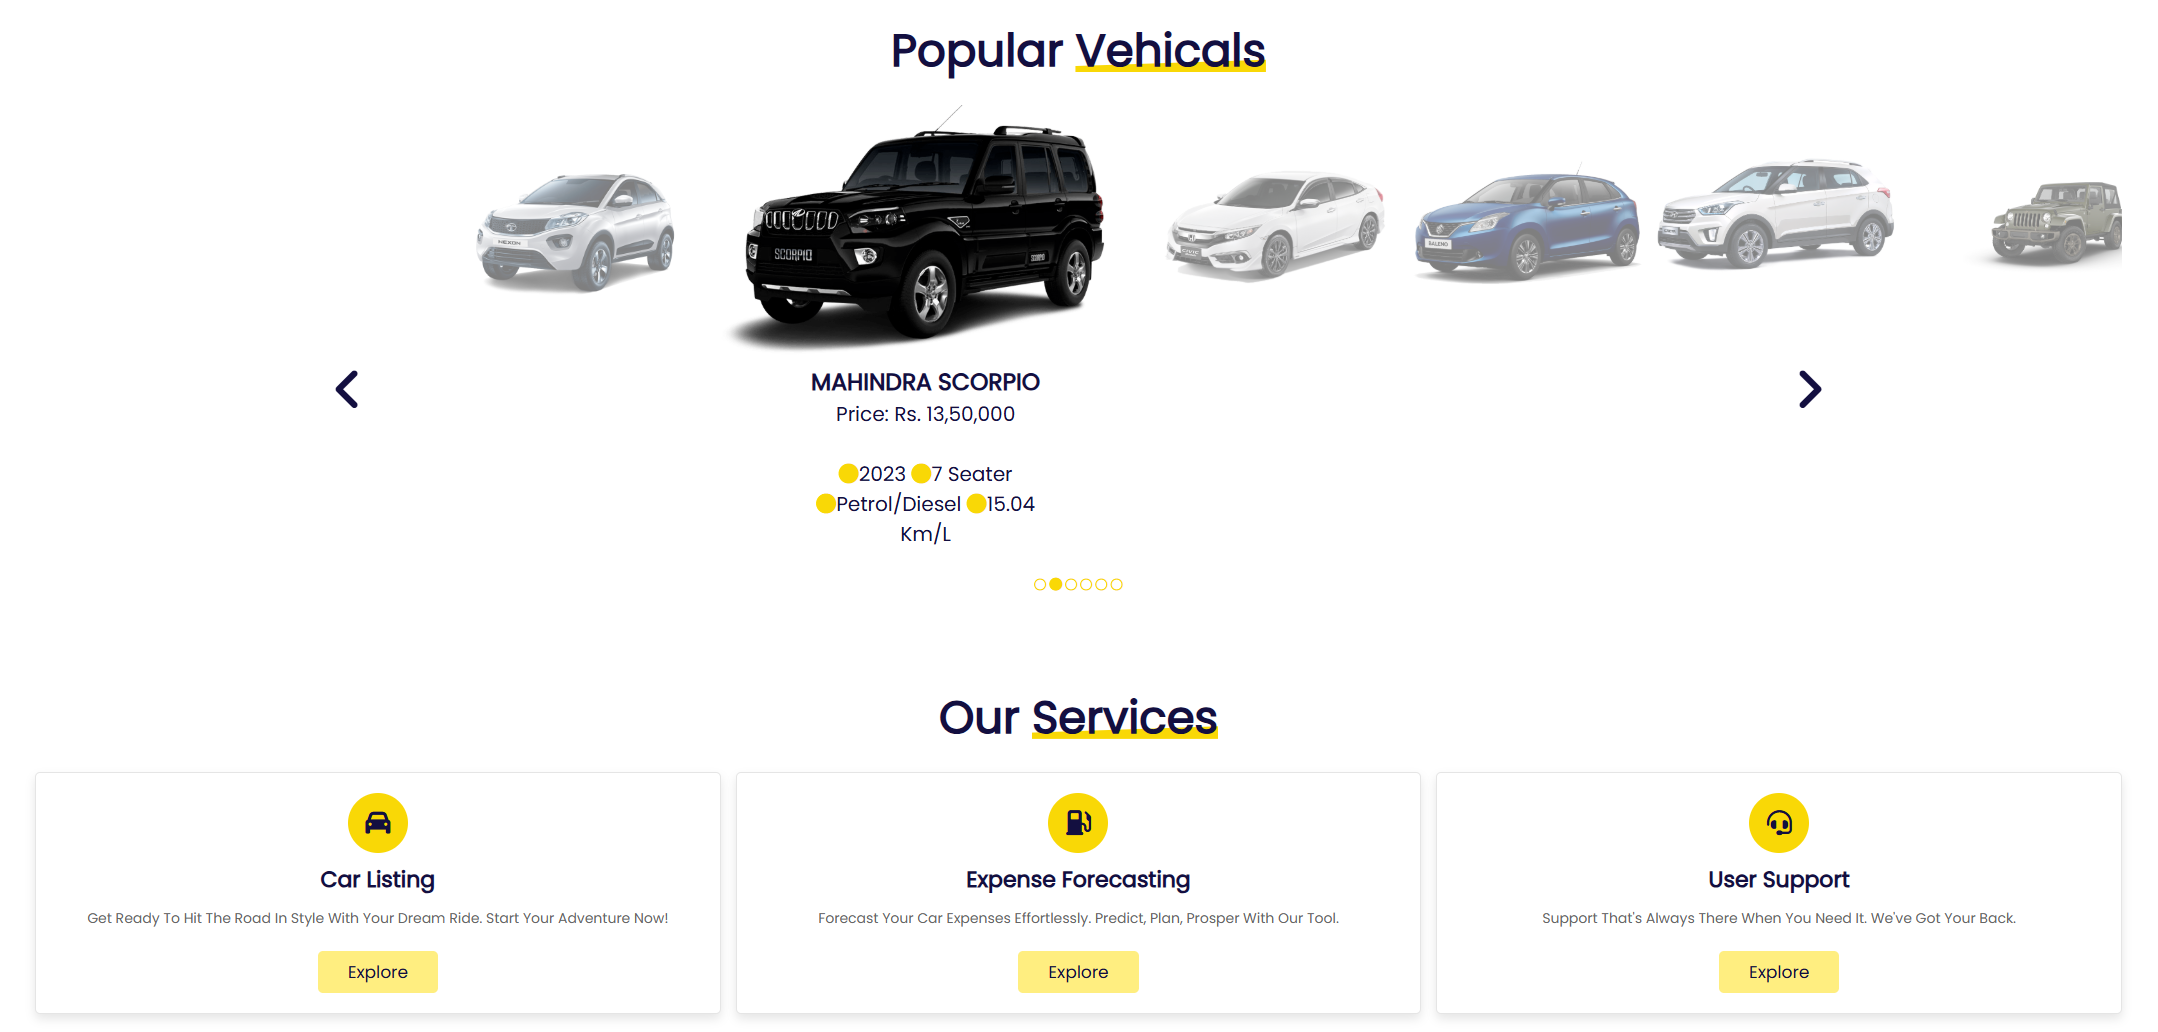 Popular Vehicals
NEXON
SCORPIO
BALENO
MAHINDRA SCORPIO
Price: Rs. 13,50,000
2023 7 Seater
Petrol/Diesel 15.04
Km/L
Our Services
Car Listing
Get Ready To Hit The Road In Style With Your Dream Ride. Start Your Adventure Now!
Explore
Expense Forecasting
Forecast Your Car Expenses Effortlessly. Predict, Plan, Prosper With Our Tool.
Explore
User Support
Support That's Always There When You Need It. We've Got Your Back.
Explore